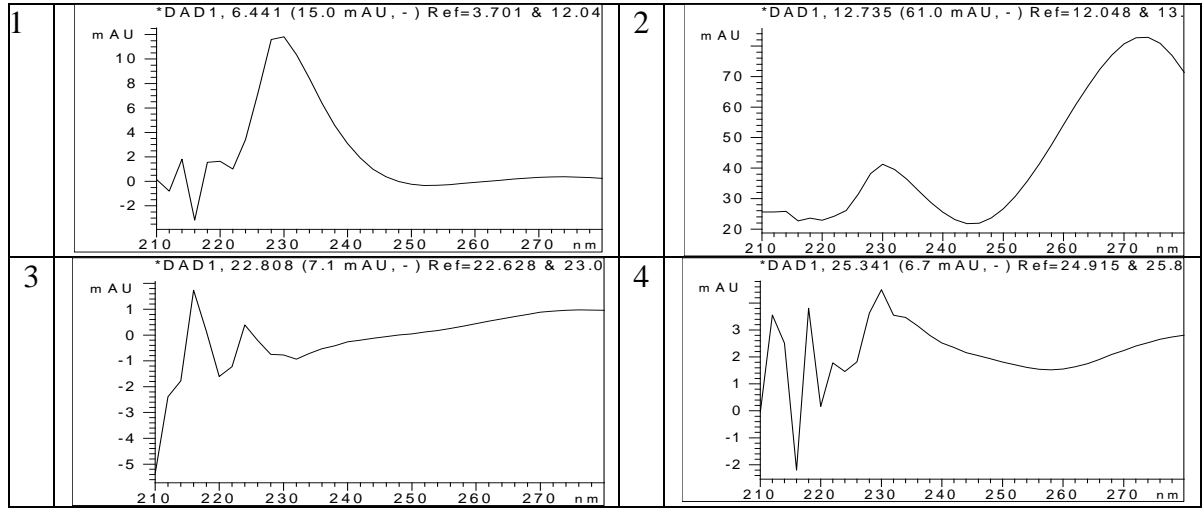 1
*DAD1, 6.441 (15.0 mAU, - ) Ref=3.701 & 12.04
mAU
10
8
6
4
2
0
-2
210 220 230 240 250 260 270 nm
2
*DAD1, 12.735 (61.0 mAU, - ) Ref=12.048 & 13.
mAU
70
60
50
40
30
20
210 220 230 240 250 260 270 nm
3
*DAD1, 22.808 (7.1 mAU, - ) Ref=22.628 & 23.0
mAU
1
0
-1
-2
-3
-4
-5
210 220 230 240 250 260 270 nm
4
*DAD1, 25.341 (6.7 mAU, - ) Ref=24.915 & 25.8
mAU
3
2
1
0
-1
-2
210 220 230 240 250 260 270 nm